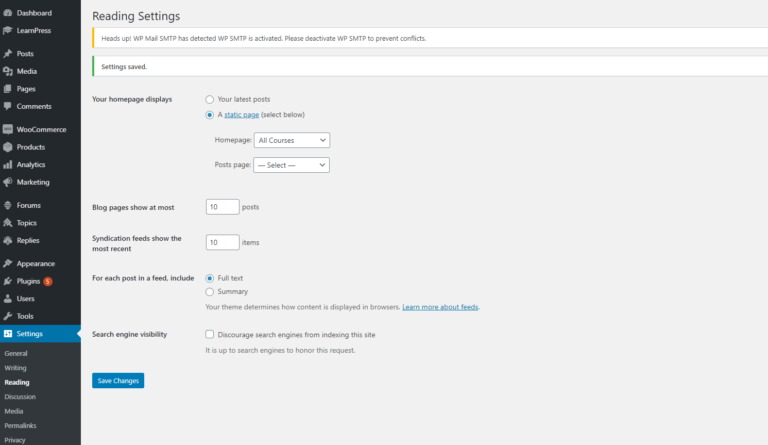 Dashboard
LearnPress
Posts
Media
Pages
Comments
WooCommerce
Products
Analytics
Marketing
Forums
Topics
Replies
Appearance
Plugins 5
Users
Tools
Settings
General
Writing
Reading
Discussion
Media
Permalinks
Privacy
Reading Settings
Heads up! WP Mail SMTP has detected WP SMTP is activated. Please deactivate WP SMTP to prevent conflicts.
Settings saved.
Your homepage displays
Your latest posts
A static page (select below)
Homepage: All Courses
Posts page: — Select —
Blog pages show at most 10 posts
Syndication feeds show the
most recent
10 items
For each post in a feed, include
Full text
Summary
Your theme determines how content is displayed in browsers. Learn more about feeds.
Search engine visibility
Discourage search engines from indexing this site
It is up to search engines to honor this request.
Save Changes